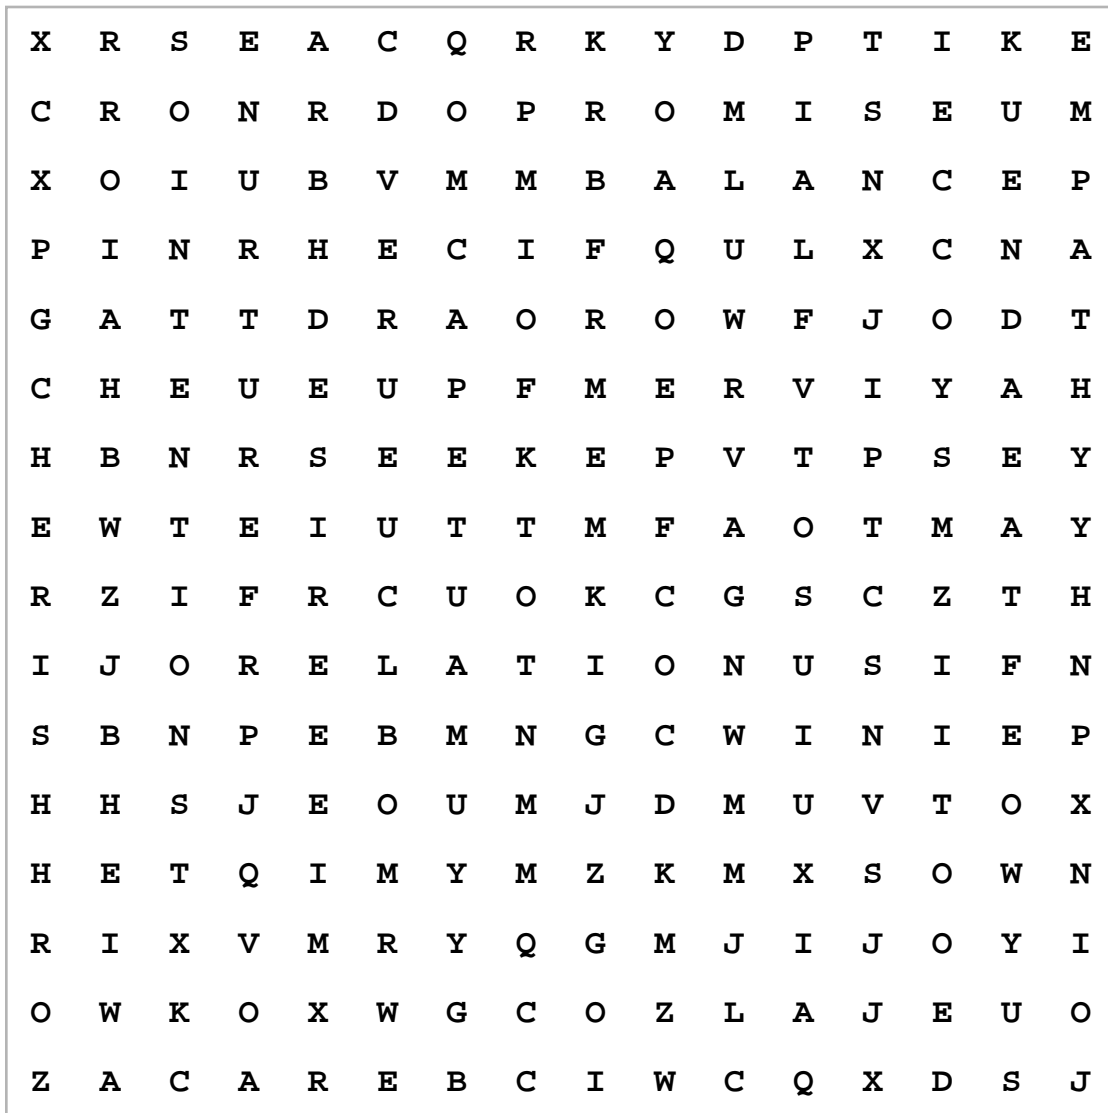 X R S E A C Q R K Y D P T I K E
C R O N R D O P R O M I S E U M
X O I U B V M M B A L A N C E P
P I N R H E C I F Q U L X C N A
G A T T D R A O R O W F J O D T
C H E U E U P F M E R V I Y A H
H B N R S E E K E P V T P S E Y
E W T E I U T T M F A O T M A Y
R Z I F R C U O K C G S C Z T H
I J O R E L A T I O N U S I F N
S B N P E B M N G C W I N I E P
H H S J E O U M J D M U V T O X
H E T Q I M Y M Z K M X S O W N
R I X V M R Y Q G M J I J O Y I
O W K O X W G C O Z L A J E U O
Z A C A R E B C I W C Q X D S J